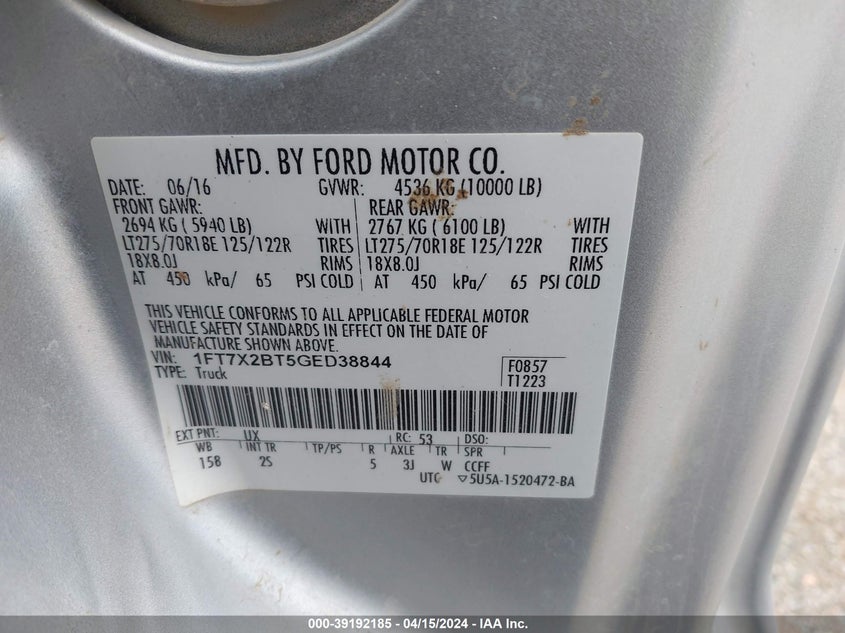 MFD. BY FORD MOTOR CO.
DATE: 06/16 GVWR: 4536 KG (10000 LB)
FRONT GAWR: REAR GAWR:
2694 KG ( 5940 LB) WITH 2767 KG ( 6100 LB) WITH
LT275/70R18E 125/122R TIRES LT275/70R18E 125/122R TIRES
18X8.0J RIMS 18X8.0J RIMS
AT 450 kPa/ 65 PSI COLD AT 450 kPa/ 65 PSI COLD
THIS VEHICLE CONFORMS TO ALL APPLICABLE FEDERAL MOTOR
VEHICLE SAFETY STANDARDS IN EFFECT ON THE DATE OF
MANUFACTURE SHOWN ABOVE.
VIN: 1FT7X2BT5GED38844 F0857
TYPE: Truck T1223
EXT PNT: UX RC: 53 DSO:
WB INT TR TP/PS R AXLE TR SPR
158 2S 5 3J W CCFF
UTC ▽5U5A-1520472-BA
000-39192185 - 04/15/2024 - IAA Inc.